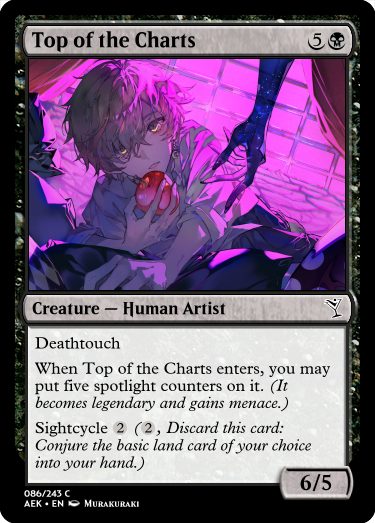 Top of the Charts 5
Creature — Human Artist
Deathtouch
When Top of the Charts enters, you may
put five spotlight counters on it. (It
becomes legendary and gains menace.)
Sightcycle 2 (2, Discard this card:
Conjure the basic land card of your choice
into your hand.)
6/5
086/243 C
AEK • EN Murakuraki